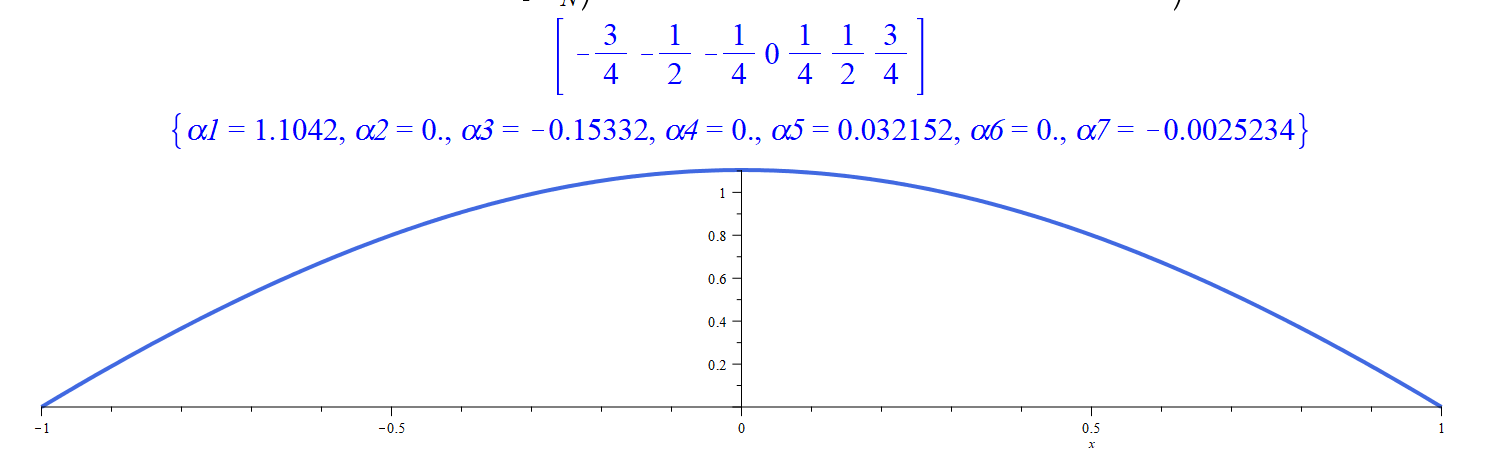 [ -3/4 -1/2 -1/4 0 1/4 1/2 3/4 ]
{α1 = 1.1042, α2 = 0., α3 = −0.15332, α4 = 0., α5 = 0.032152, α6 = 0., α7 = −0.0025234}
1
0.8
0.6
0.4
0.2
−1 −0.5 0 0.5 1
x